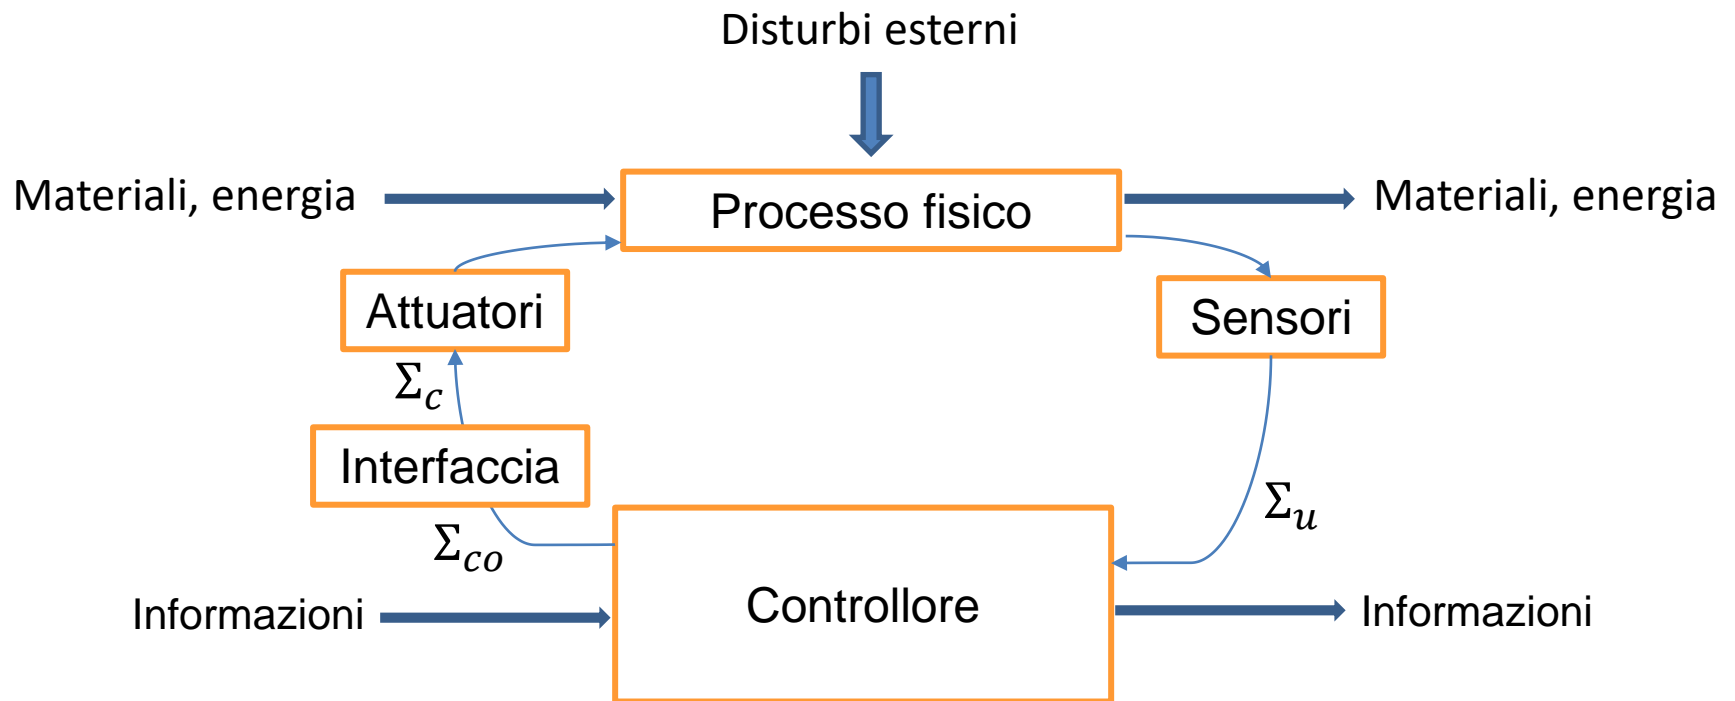 Disturbi esterni
Materiali, energia
Processo fisico
Materiali, energia
Attuatori
Sensori
Σc
Interfaccia
Σu
Σco
Controllore
Informazioni
Informazioni